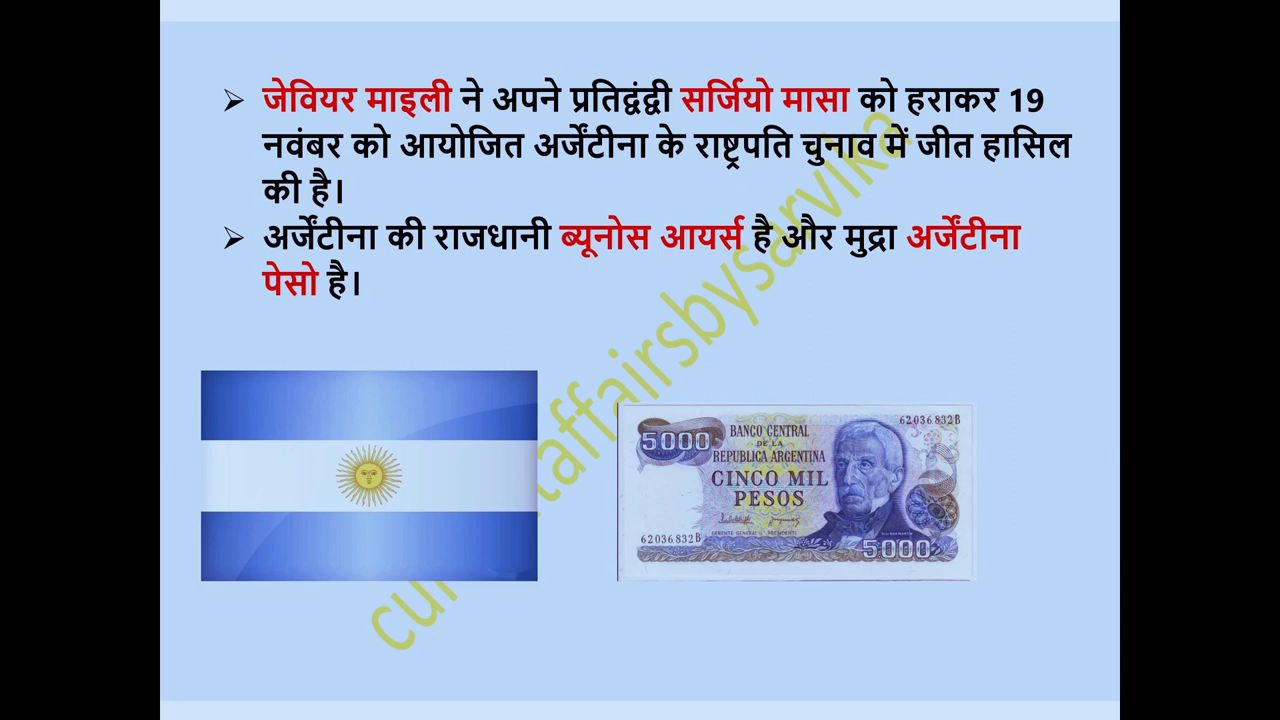 ➢ जेवियर माइली ने अपने प्रतिद्वंद्वी सर्जियो मासा को हराकर 19
नवंबर को आयोजित अर्जेंटीना के राष्ट्रपति चुनाव में जीत हासिल
की है।
➢ अर्जेंटीना की राजधानी ब्यूनोस आयर्स है और मुद्रा अर्जेंटीना
पेसो है।
62036832B
5000
BANCO CENTRAL
DE LA
REPUBLICA ARGENTINA
CINCO MIL
PESOS
62036832B
5000